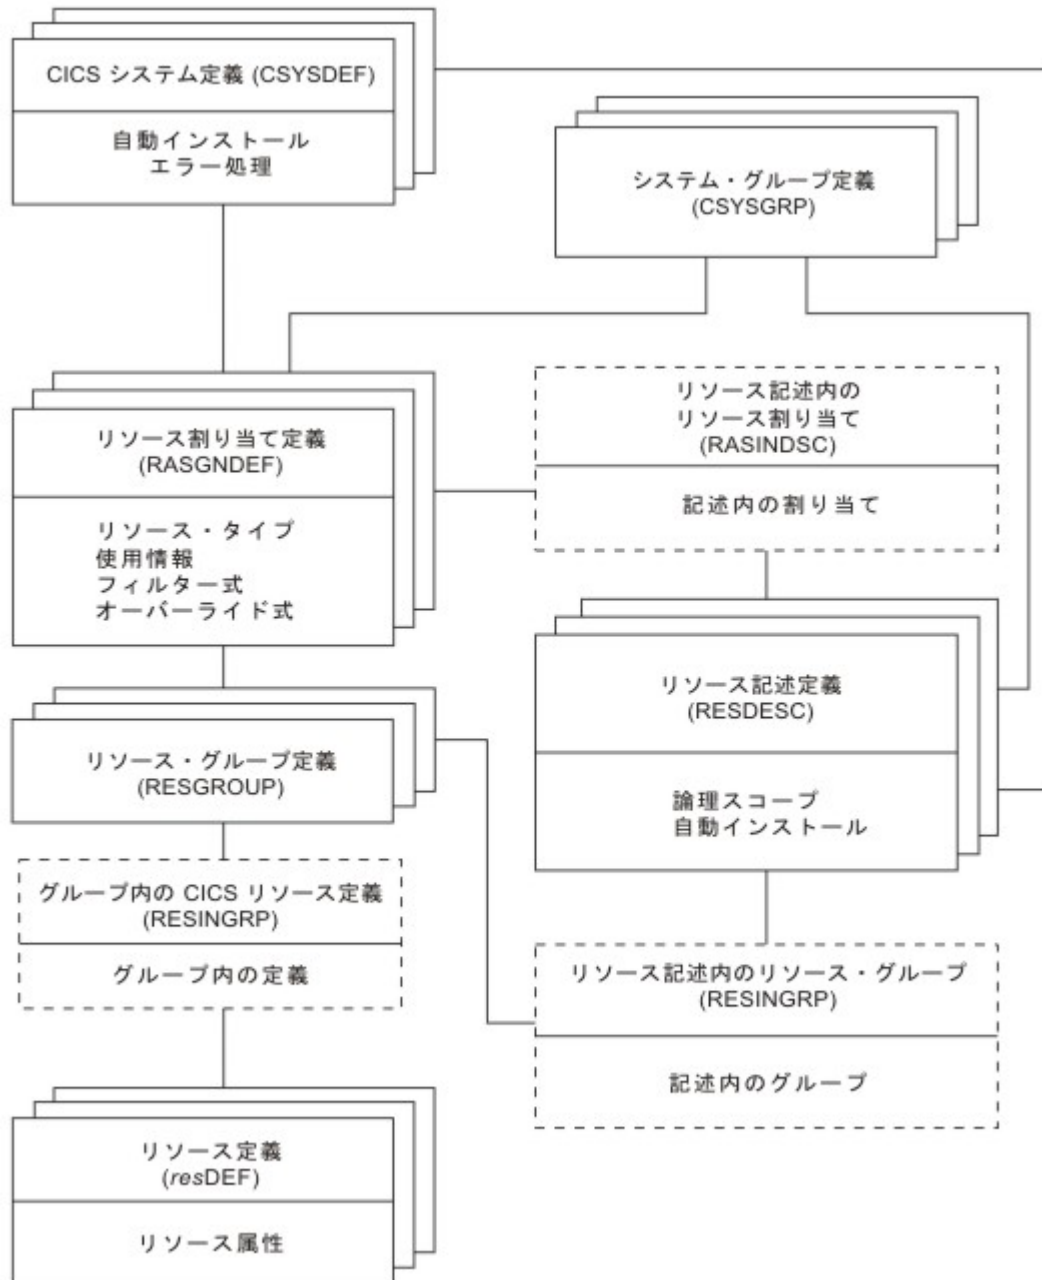 CICS システム定義 (CSYSDEF)
自動インストール
エラー処理
システム・グループ定義
(CSYSGRP)
リソース割り当て定義
(RASGNDEF)
リソース・タイプ
使用情報
フィルター式
オーバーライド式
リソース記述内の
リソース割り当て
(RASINDSC)
記述内の割り当て
リソース記述定義
(RESDESC)
論理スコープ
自動インストール
リソース・グループ定義
(RESGROUP)
グループ内の CICS リソース定義
(RESINGRP)
グループ内の定義
リソース記述内のリソース・グループ
(RESINGRP)
記述内のグループ
リソース定義
(resDEF)
リソース属性